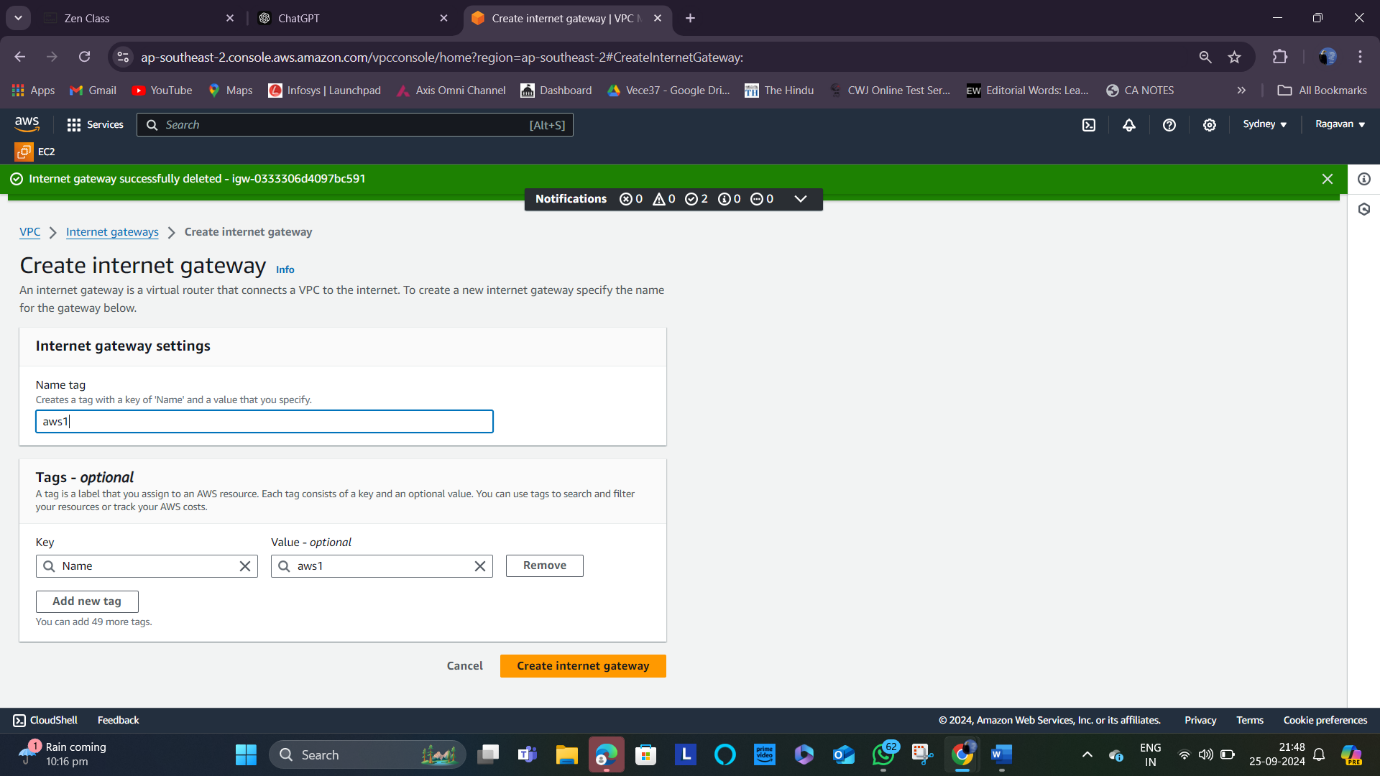 Zen Class
ChatGPT
Create internet gateway | VPC M
ap-southeast-2.console.aws.amazon.com/vpcconsole/home?region=ap-southeast-2#CreateInternetGateway:
Apps Gmail YouTube Maps Infosys | Launchpad Axis Omni Channel Dashboard Vece37 - Google Dri... The Hindu CWJ Online Test Ser... EW Editorial Words: Lea... CA NOTES » All Bookmarks
aws Services Search [Alt+S] Sydney Ragavan
EC2
Internet gateway successfully deleted - igw-0333306d4097bc591
Notifications 0 0 2 0 0
VPC Internet gateways Create internet gateway
Create internet gateway Info
An internet gateway is a virtual router that connects a VPC to the internet. To create a new internet gateway specify the name
for the gateway below.
Internet gateway settings
Name tag
Creates a tag with a key of 'Name' and a value that you specify.
aws1
Tags - optional
A tag is a label that you assign to an AWS resource. Each tag consists of a key and an optional value. You can use tags to search and filter
your resources or track your AWS costs.
Key Value - optional
Name aws1 Remove
Add new tag
You can add 49 more tags.
Cancel Create internet gateway
CloudShell Feedback © 2024, Amazon Web Services, Inc. or its affiliates. Privacy Terms Cookie preferences
1 Rain coming
10:16 pm
Search
L
prime video
62
W
ENG
IN
21:48
25-09-2024
PRE